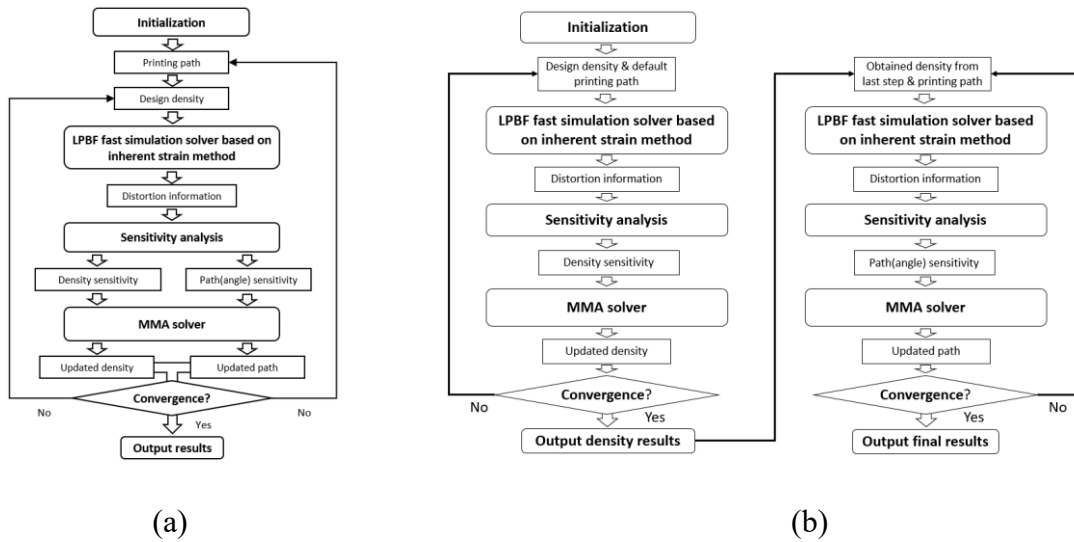 Initialization
Printing path
Design density
LPBF fast simulation solver based on
inherent strain method
Distortion information
Sensitivity analysis
Density sensitivity
Path(angle) sensitivity
MMA solver
Updated density
Updated path
Convergence?
No
No
Yes
Output results
(a)
Initialization
Design density & default
printing path
LPBF fast simulation solver based
on inherent strain method
Distortion information
Sensitivity analysis
Density sensitivity
MMA solver
Updated density
Convergence?
No
Yes
Output density results
Obtained density from
last step & printing path
LPBF fast simulation solver based
on inherent strain method
Distortion information
Sensitivity analysis
Path(angle) sensitivity
MMA solver
Updated path
Convergence?
No
Yes
Output final results
(b)